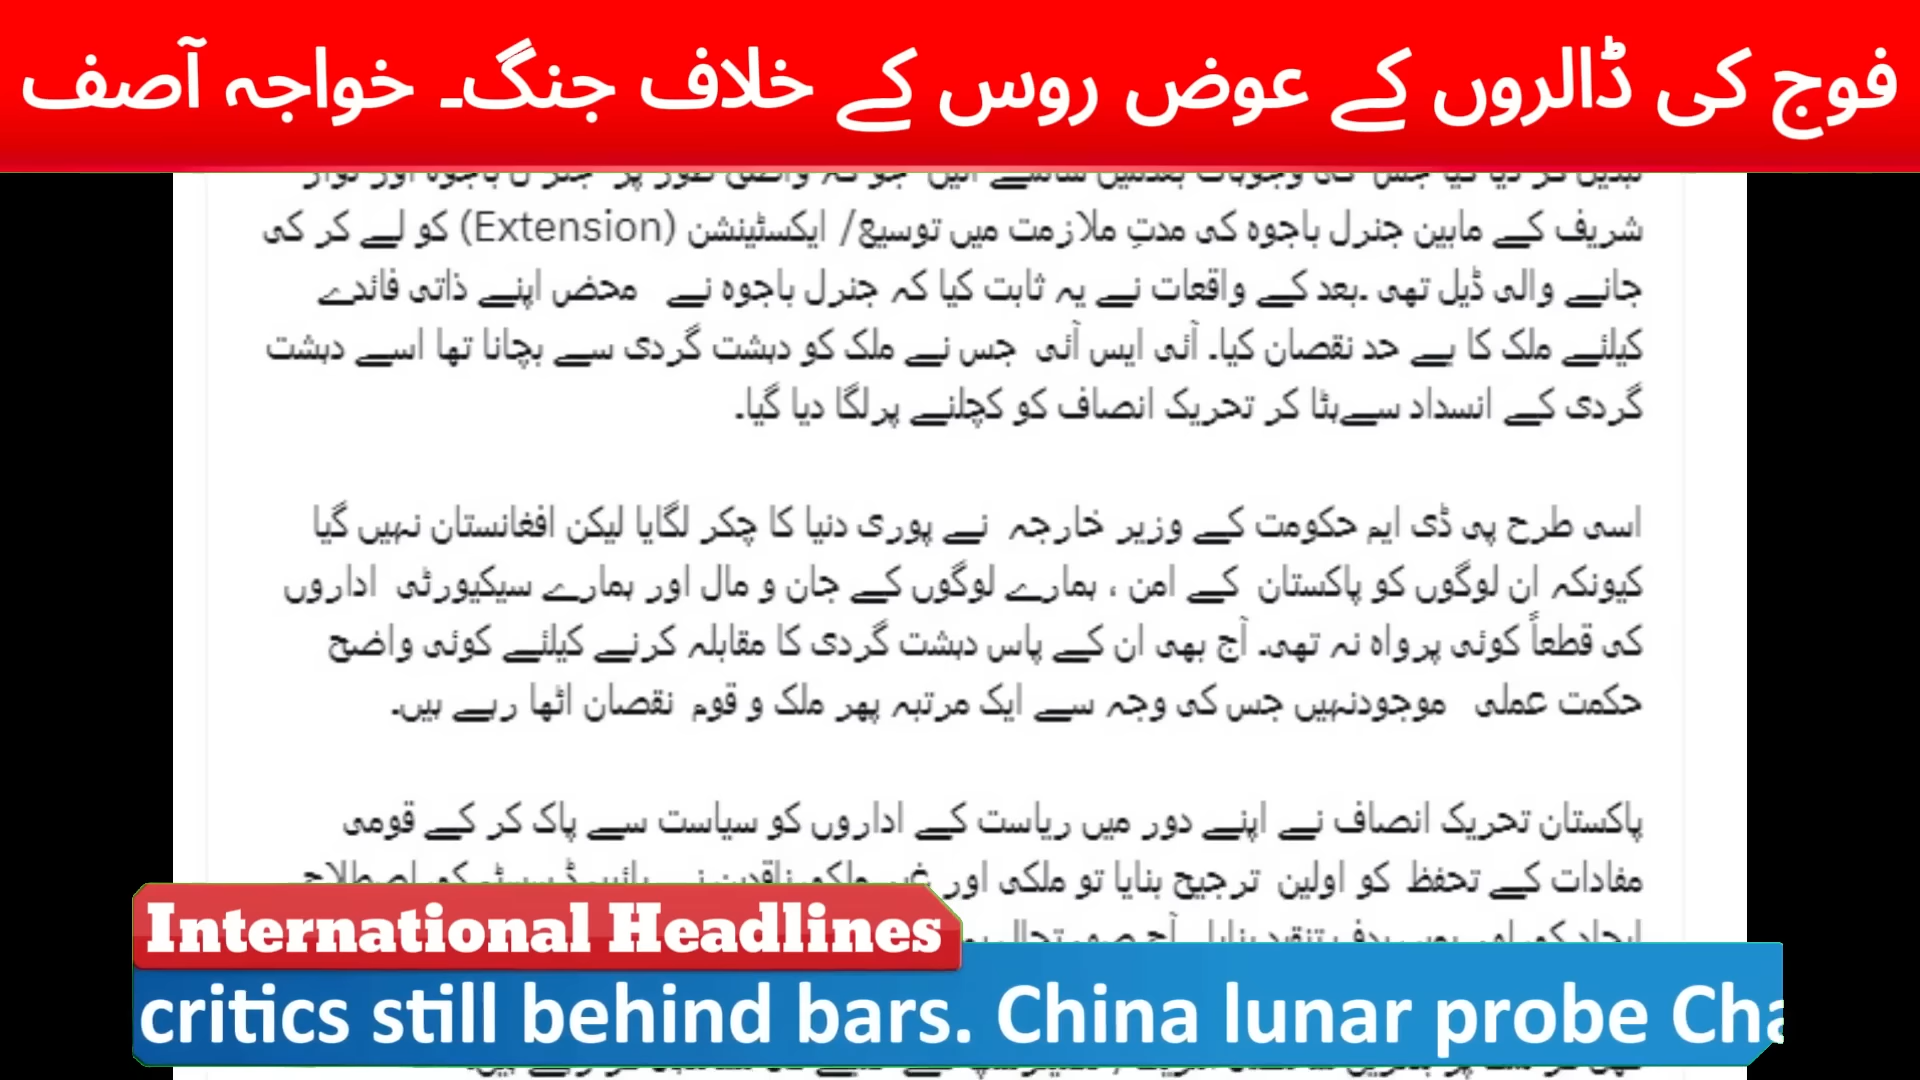 فوج کی ڈالروں کے عوض روس کے خلاف جنگ۔ خواجہ آصف
شریف کے مابین جنرل باجوہ کی مدتِ ملازمت میں توسیع/ ایکسٹینشن (Extension) کو لے کر کی
جانے والی ڈیل تھی .بعد کے واقعات نے یہ ثابت کیا کہ جنرل باجوہ نے محض اپنے ذاتی فائدے
کیلئے ملک کا بے حد نقصان کیا۔ آئی ایس آئی جس نے ملک کو دہشت گردی سے بچانا تھا اسے دہشت
گردی کے انسداد سےہٹا کر تحریک انصاف کو کچلنے پرلگا دیا گیا۔
اسی طرح پی ڈی ایم حکومت کے وزیر خارجہ نے پوری دنیا کا چکر لگایا لیکن افغانستان نہیں گیا
کیونکہ ان لوگوں کو پاکستان کے امن ، ہمارے لوگوں کے جان و مال اور ہمارے سیکیورٹی اداروں
کی قطعاً کوئی پرواہ نہ تھی۔ آج بھی ان کے پاس دہشت گردی کا مقابلہ کرنے کیلئے کوئی واضح
حکمت عملی موجودنہیں جس کی وجہ سے ایک مرتبہ پھر ملک و قوم نقصان اٹھا رہے ہیں۔
پاکستان تحریک انصاف نے اپنے دور میں ریاست کے اداروں کو سیاست سے پاک کر کے قومی
مفادات کے تحفظ کو اولین ترجیح بنایا تو ملکی اور غیر ملکی ناقدین نے
International Headlines
critics still behind bars. China lunar probe Cha